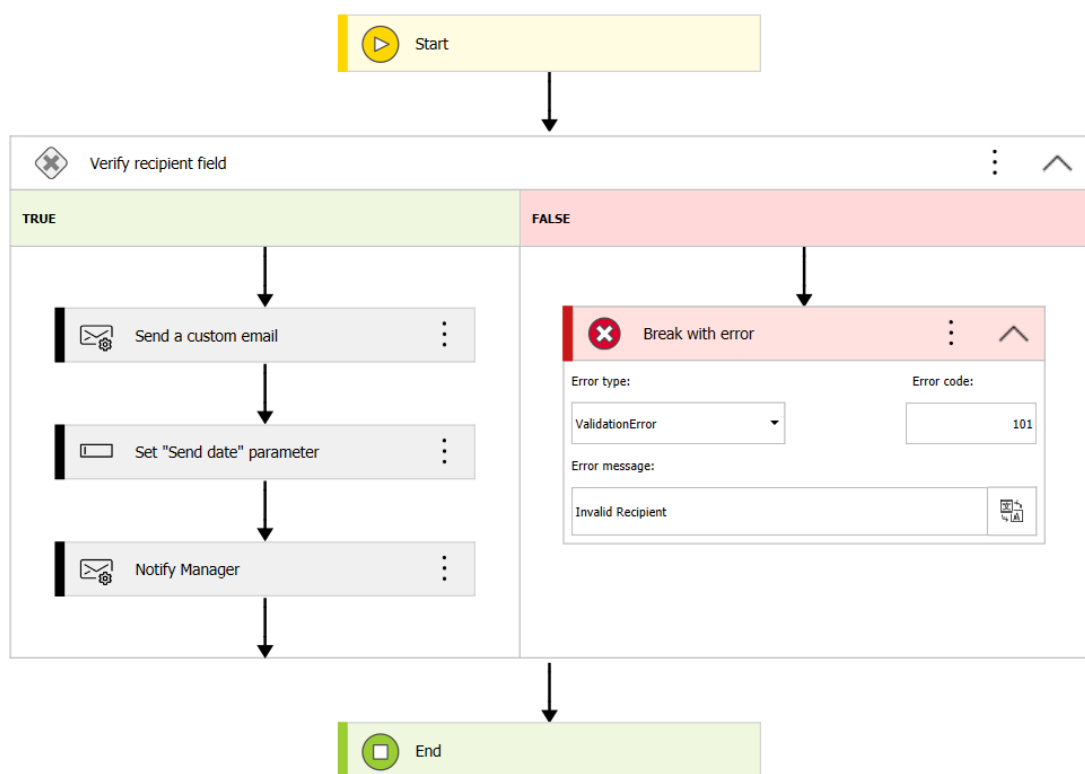 Start
Verify recipient field
TRUE
FALSE
Send a custom email
Set "Send date" parameter
Notify Manager
Break with error
Error type:
Error code:
ValidationError
101
Error message:
Invalid Recipient
End